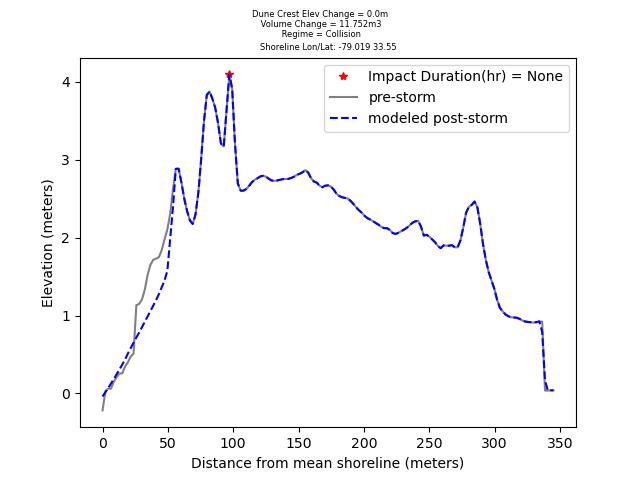 Dune Crest Elev Change = 0.0m
Volume Change = 11.752m3
Regime = Collision
Shoreline Lon/Lat: -79.019 33.55
Impact Duration(hr) = None
pre-storm
modeled post-storm
Elevation (meters)
4
3
2
1
0
0 50 100 150 200 250 300 350
Distance from mean shoreline (meters)